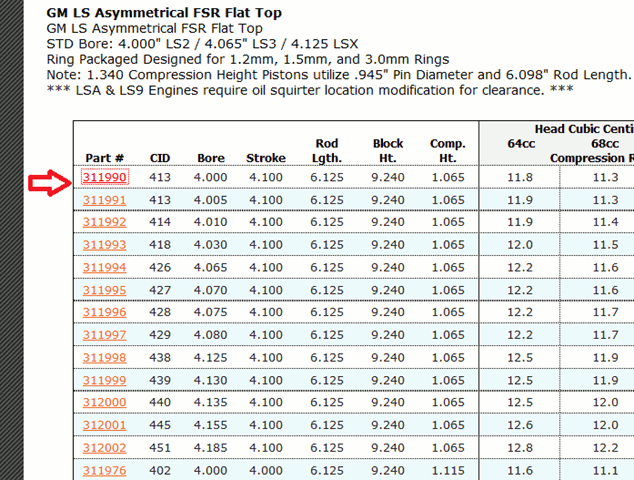 GM LS Asymmetrical FSR Flat Top
GM LS Asymmetrical FSR Flat Top
STD Bore: 4.000" LS2 / 4.065" LS3 / 4.125 LSX
Ring Packaged Designed for 1.2mm, 1.5mm, and 3.0mm Rings
Note: 1.340 Compression Height Pistons utilize .945" Pin Diameter and 6.098" Rod Length.
*** LSA & LS9 Engines require oil squirter location modification for clearance. ***
Head Cubic Centi
Rod Block Comp. 64cc 68cc
Part # CID Bore Stroke Lgth. Ht. Ht. Compression R
311990 413 4.000 4.100 6.125 9.240 1.065 11.8 11.3
311991 413 4.005 4.100 6.125 9.240 1.065 11.9 11.3
311992 414 4.010 4.100 6.125 9.240 1.065 11.9 11.4
311993 418 4.030 4.100 6.125 9.240 1.065 12.0 11.5
311994 426 4.065 4.100 6.125 9.240 1.065 12.2 11.6
311995 427 4.070 4.100 6.125 9.240 1.065 12.2 11.6
311996 428 4.075 4.100 6.125 9.240 1.065 12.2 11.7
311997 429 4.080 4.100 6.125 9.240 1.065 12.2 11.7
311998 438 4.125 4.100 6.125 9.240 1.065 12.5 11.9
311999 439 4.130 4.100 6.125 9.240 1.065 12.5 11.9
312000 440 4.135 4.100 6.125 9.240 1.065 12.5 12.0
312001 445 4.155 4.100 6.125 9.240 1.065 12.6 12.0
312002 451 4.185 4.100 6.125 9.240 1.065 12.8 12.2
311976 402 4.000 4.000 6.125 9.240 1.115 11.6 11.1